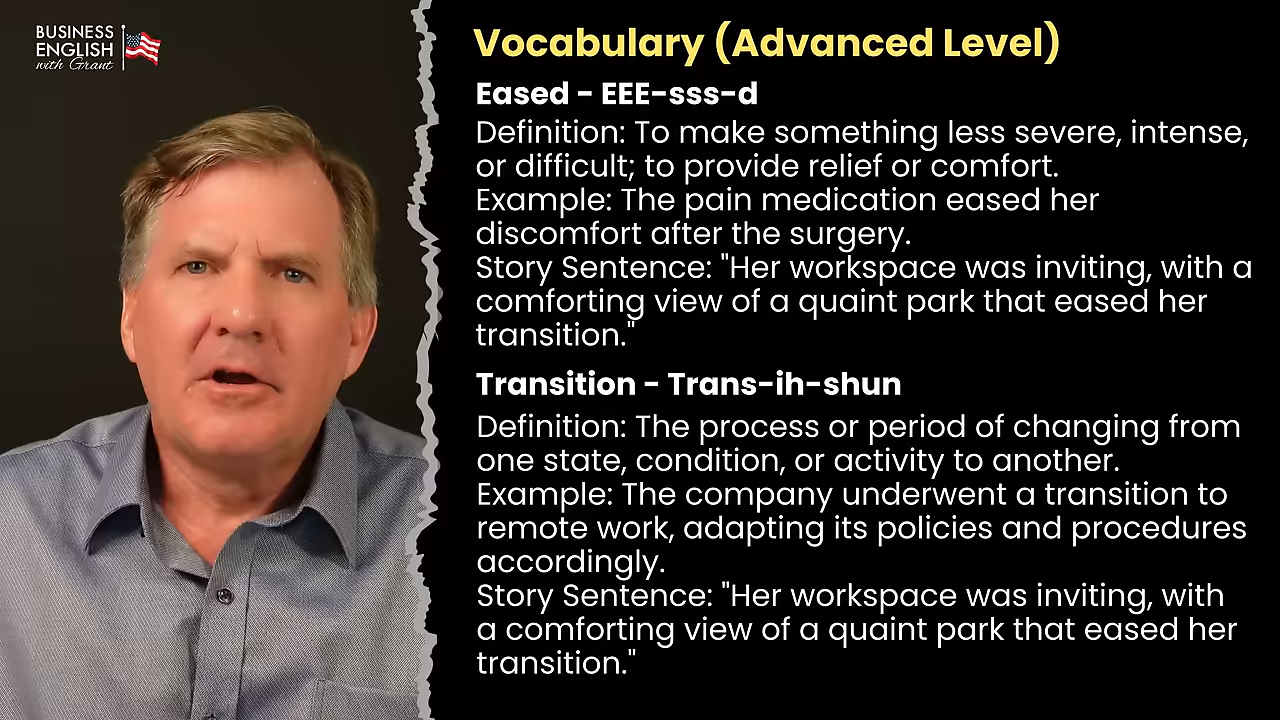 BUSINESS
ENGLISH
with Grant
Vocabulary (Advanced Level)
Eased - EEE-sss-d
Definition: To make something less severe, intense,
or difficult; to provide relief or comfort.
Example: The pain medication eased her
discomfort after the surgery.
Story Sentence: "Her workspace was inviting, with a
comforting view of a quaint park that eased her
transition."
Transition - Trans-ih-shun
Definition: The process or period of changing from
one state, condition, or activity to another.
Example: The company underwent a transition to
remote work, adapting its policies and procedures
accordingly.
Story Sentence: "Her workspace was inviting, with
a comforting view of a quaint park that eased her
transition."